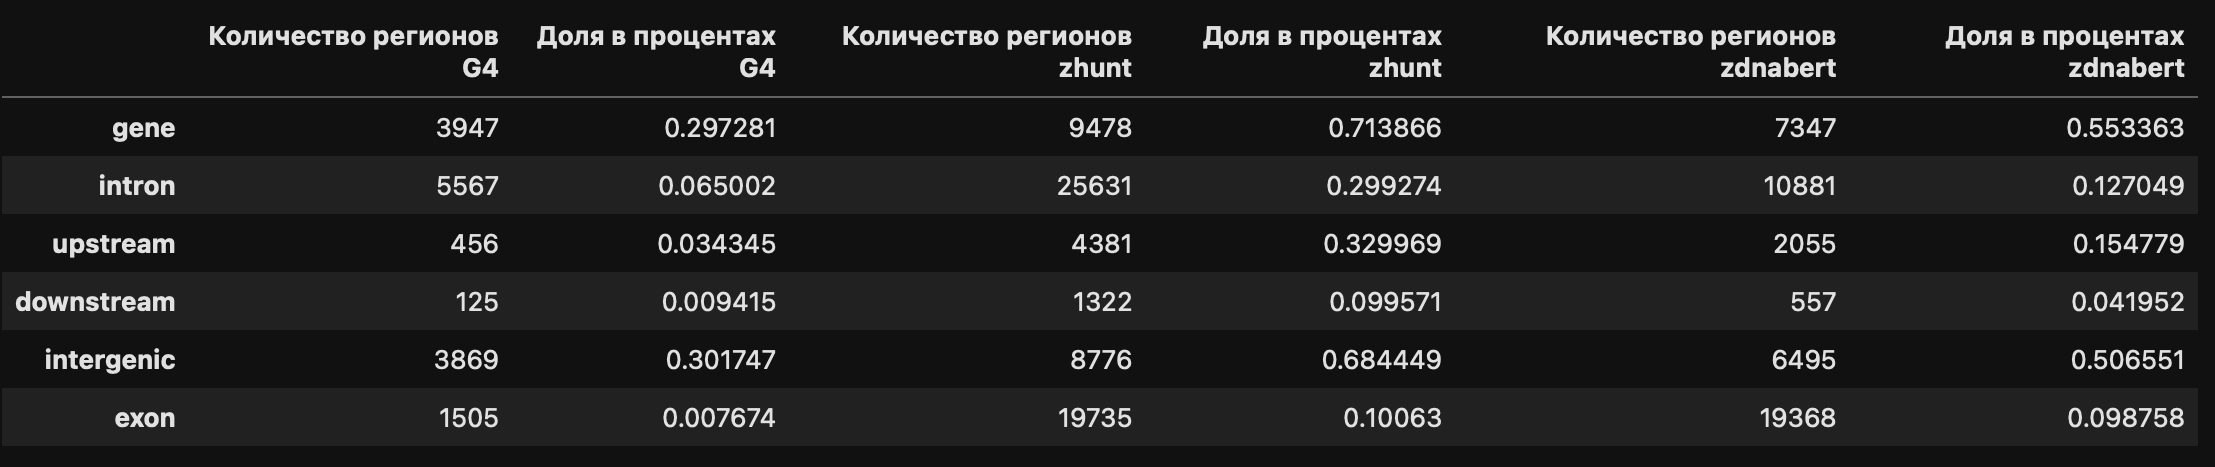 Количество регионов G4 Доля в процентах G4 Количество регионов zhunt Доля в процентах zhunt Количество регионов zdnabert Доля в процентах zdnabert
gene 3947 0.297281 9478 0.713866 7347 0.553363
intron 5567 0.065002 25631 0.299274 10881 0.127049
upstream 456 0.034345 4381 0.329969 2055 0.154779
downstream 125 0.009415 1322 0.099571 557 0.041952
intergenic 3869 0.301747 8776 0.684449 6495 0.506551
exon 1505 0.007674 19735 0.10063 19368 0.098758